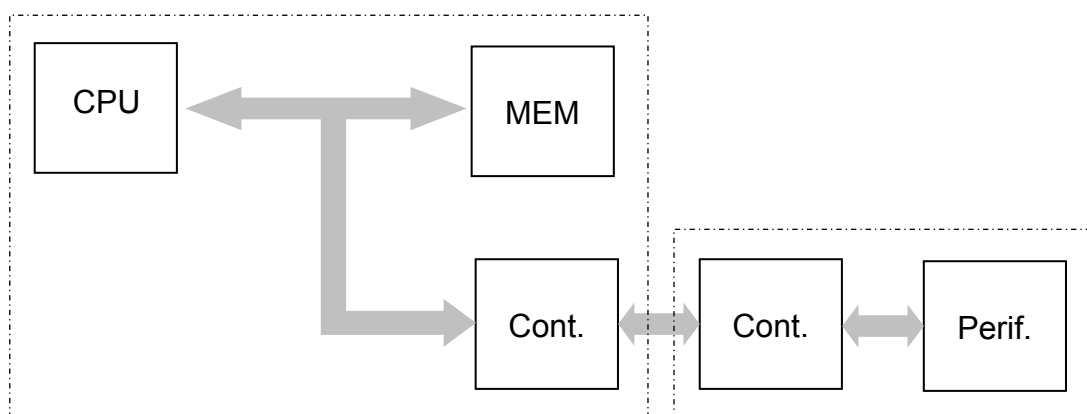 CPU
MEM
Cont.
Cont.
Perif.